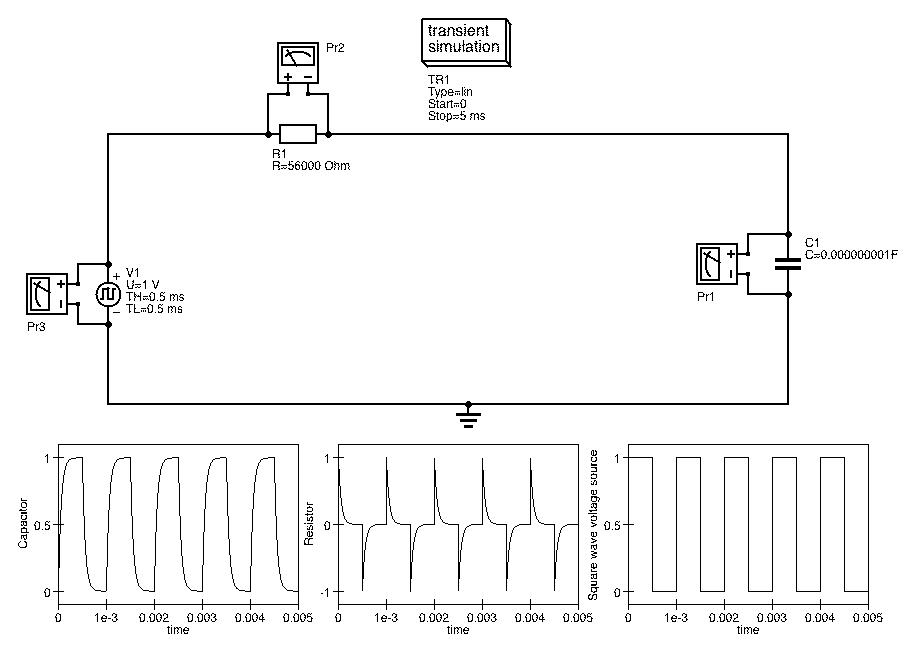 transient
simulation
Pr2
TR1
Type=lin
Start=0
Stop=5 ms
R1
R=56000 Ohm
+
V1
U=1 V
TH=0.5 ms
TL=0.5 ms
Pr3
C1
C=0.000000001F
Pr1
Capacitor
1
0.5
0
0 1e-3 0.002 0.003 0.004 0.005
time
Resistor
1
0
-1
0 1e-3 0.002 0.003 0.004 0.005
time
Square wave voltage source
1
0.5
0
0 1e-3 0.002 0.003 0.004 0.005
time